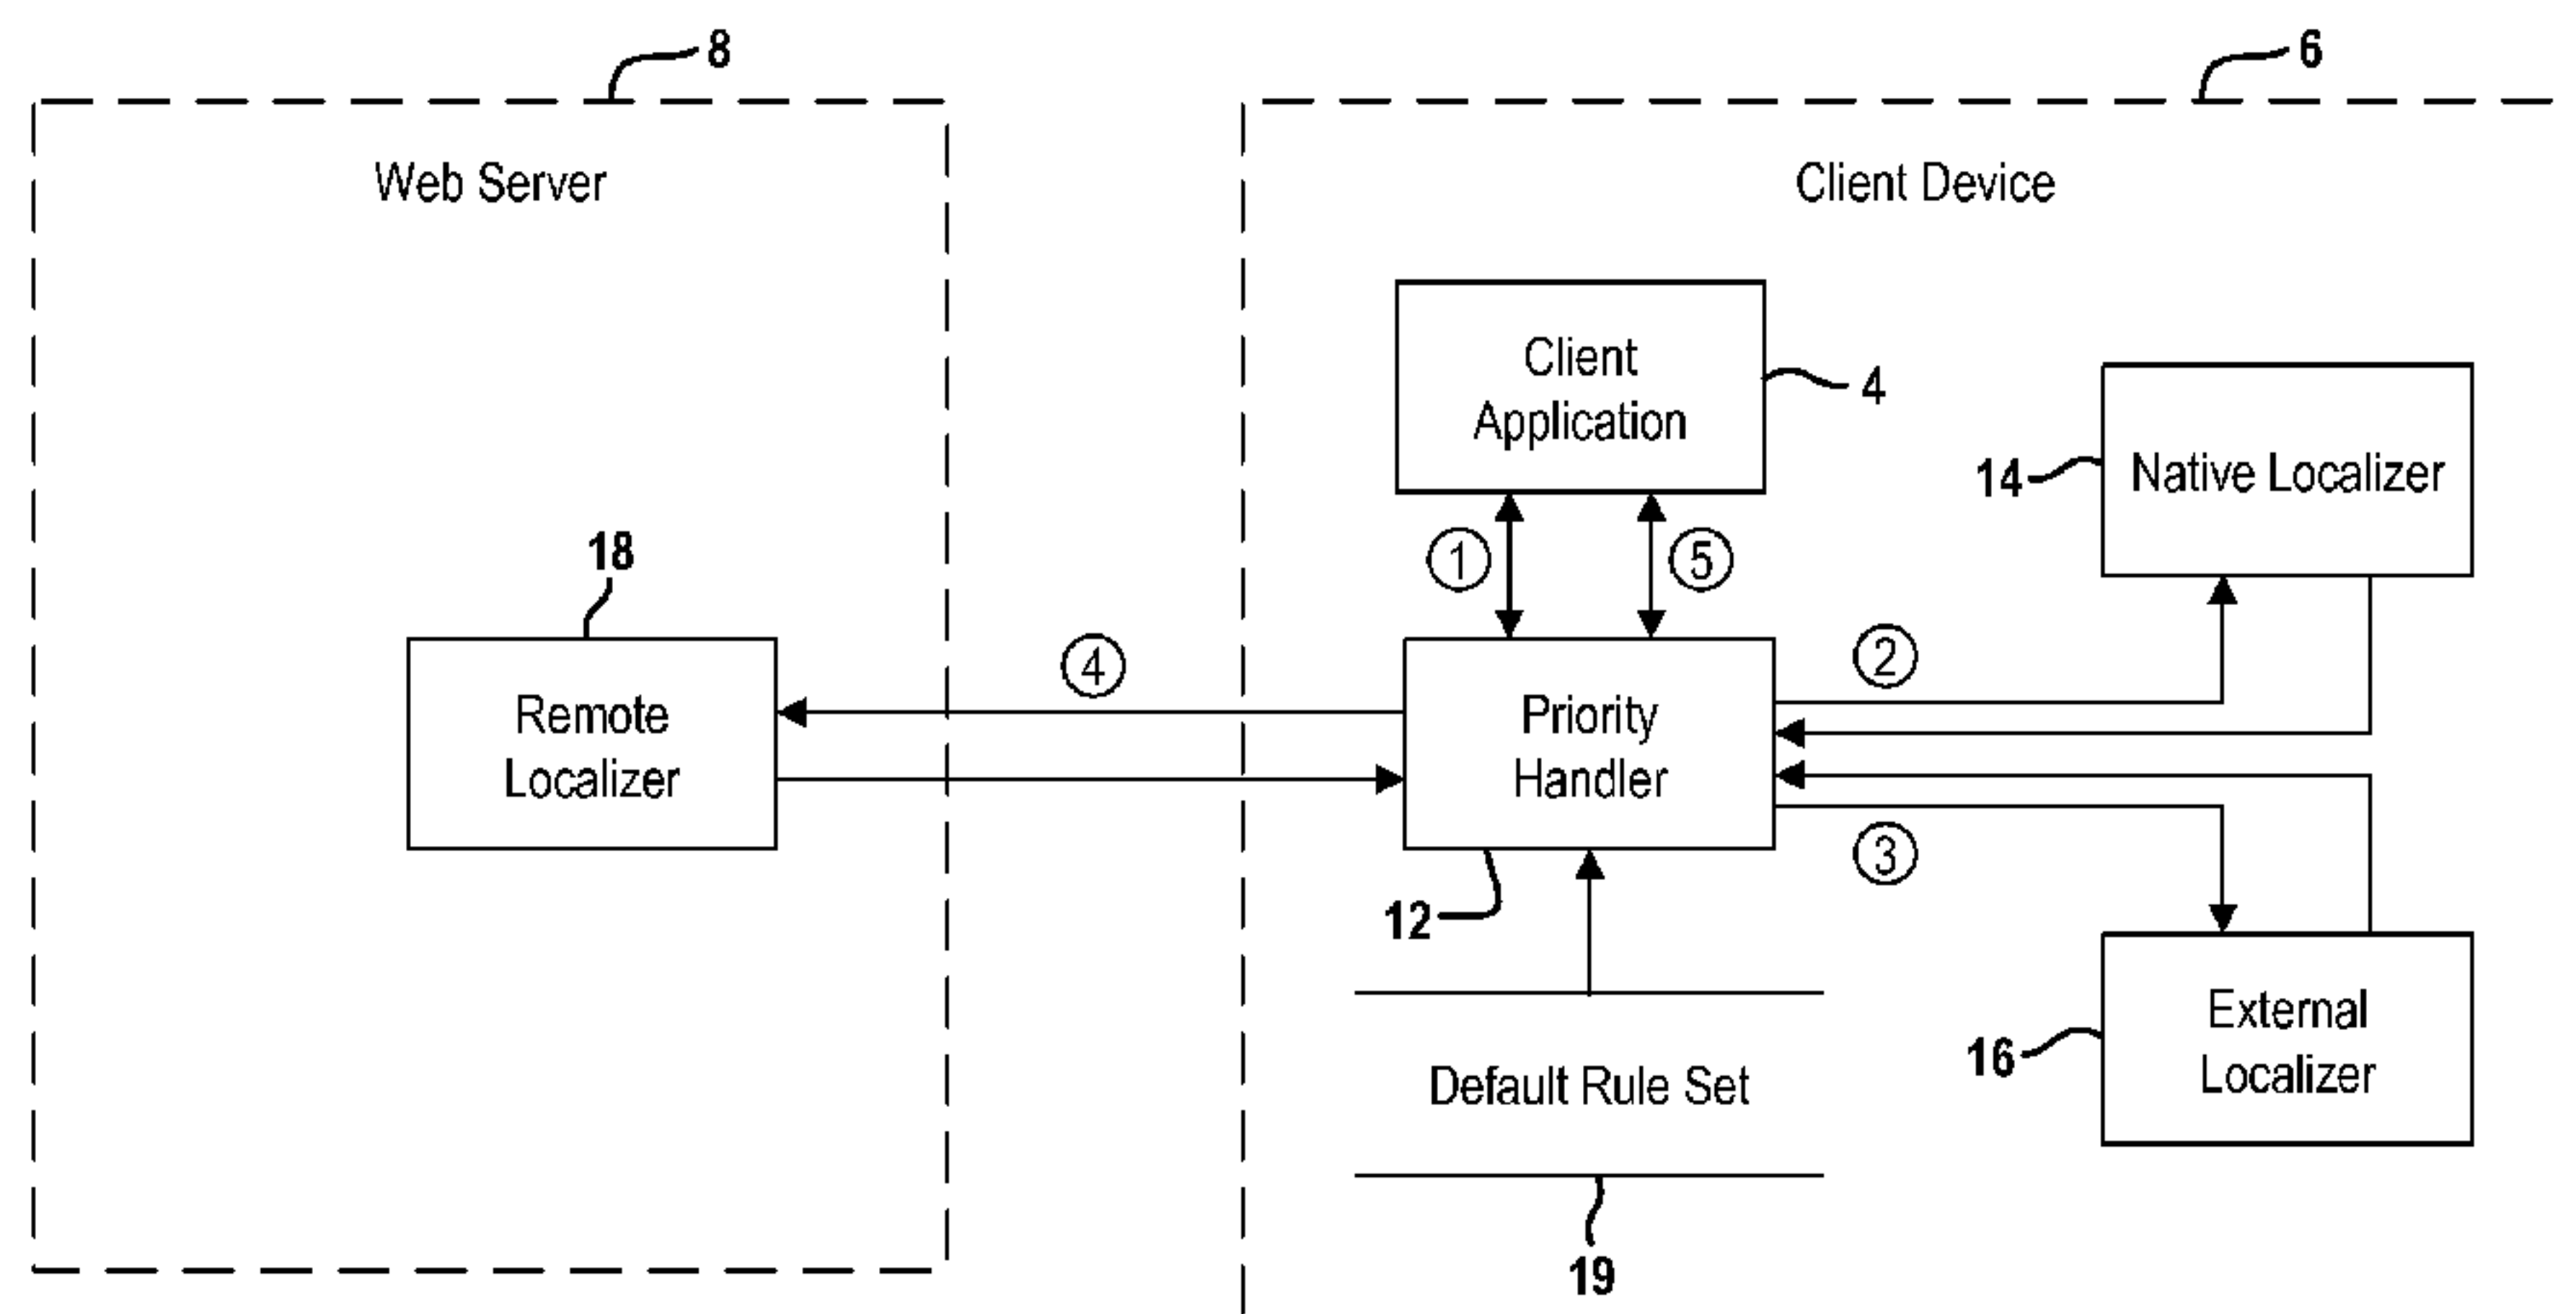 8
6
Web Server
Client Device
Client
Application
4
14
Native Localizer
18
1
5
4
2
Remote
Localizer
Priority
Handler
3
12
External
Localizer
16
Default Rule Set
19